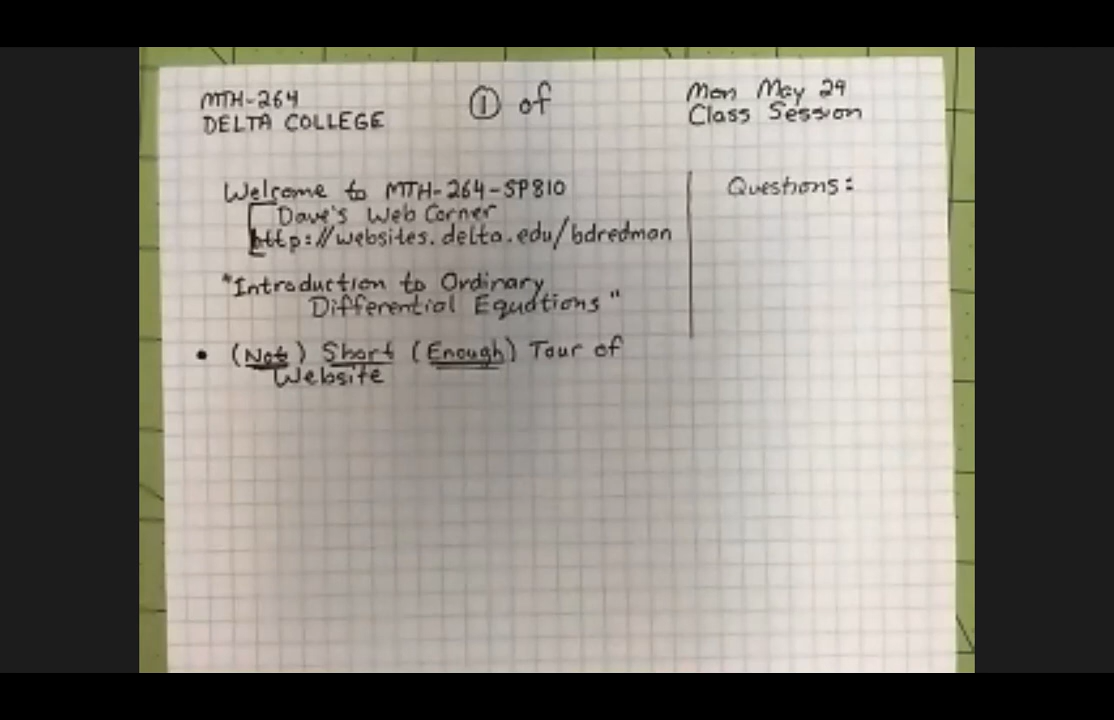 MTH-264
DELTA COLLEGE
① of
Mon May 29
Class Session
Welcome to MTH-264-SP810
Dave's Web Corner
http://websites.delta.edu/bdredman
"Introduction to Ordinary
Differential Equations"
• (Not) Short (Enough) Tour of
Website
Questions: